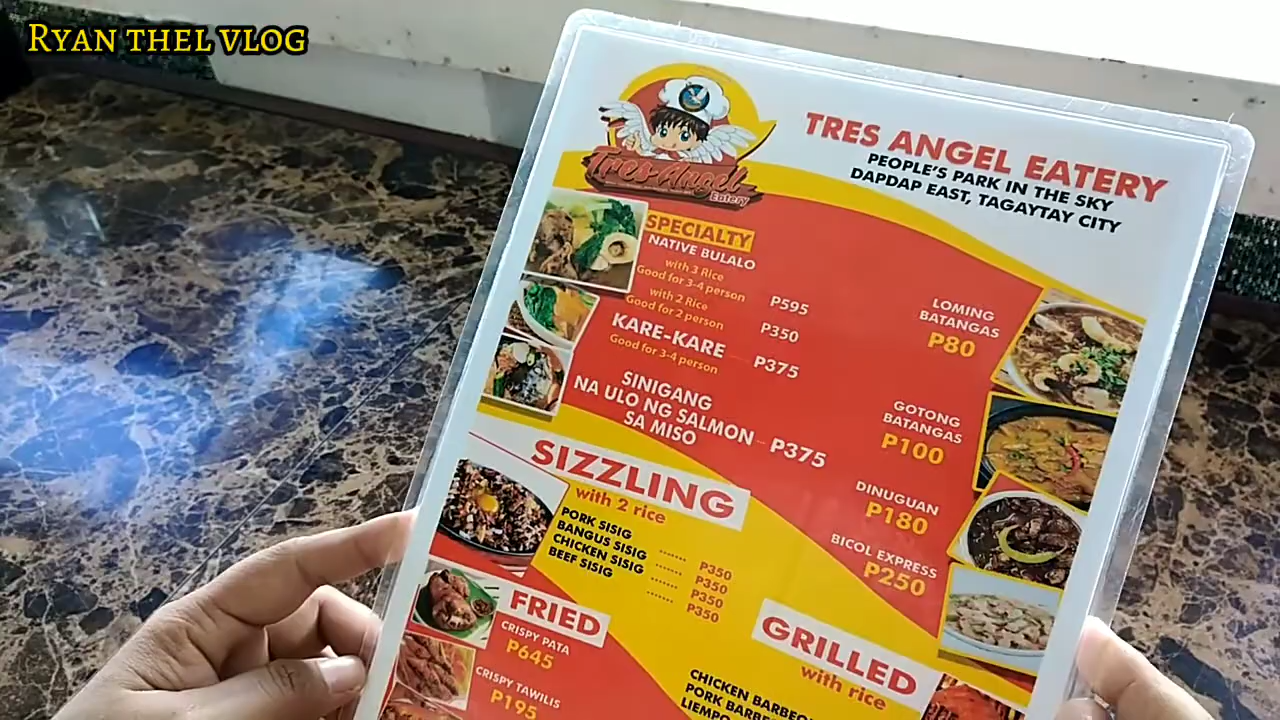 RYAN THEL VLOG
TRES ANGEL EATERY
PEOPLE'S PARK IN THE SKY
DAPDAP EAST, TAGAYTAY CITY
Tres Angel
Eatery
SPECIALTY
NATIVE BULALO
with 3 Rice
Good for 3-4 person P595
with 2 Rice
Good for 2 person P350
KARE-KARE P375
Good for 3-4 person
SINIGANG
NA ULO NG SALMON P375
SA MISO
LOMING
BATANGAS
P80
GOTONG
BATANGAS
P100
DINUGUAN
P180
BICOL EXPRESS
P250
SIZZLING
with 2 rice
PORK SISIG ....... P350
BANGUS SISIG ....... P350
CHICKEN SISIG ....... P350
BEEF SISIG ....... P350
FRIED
CRISPY PATA
P645
CRISPY TAWILIS
P195
GRILLED
with rice
CHICKEN
PORK
LIEMPO